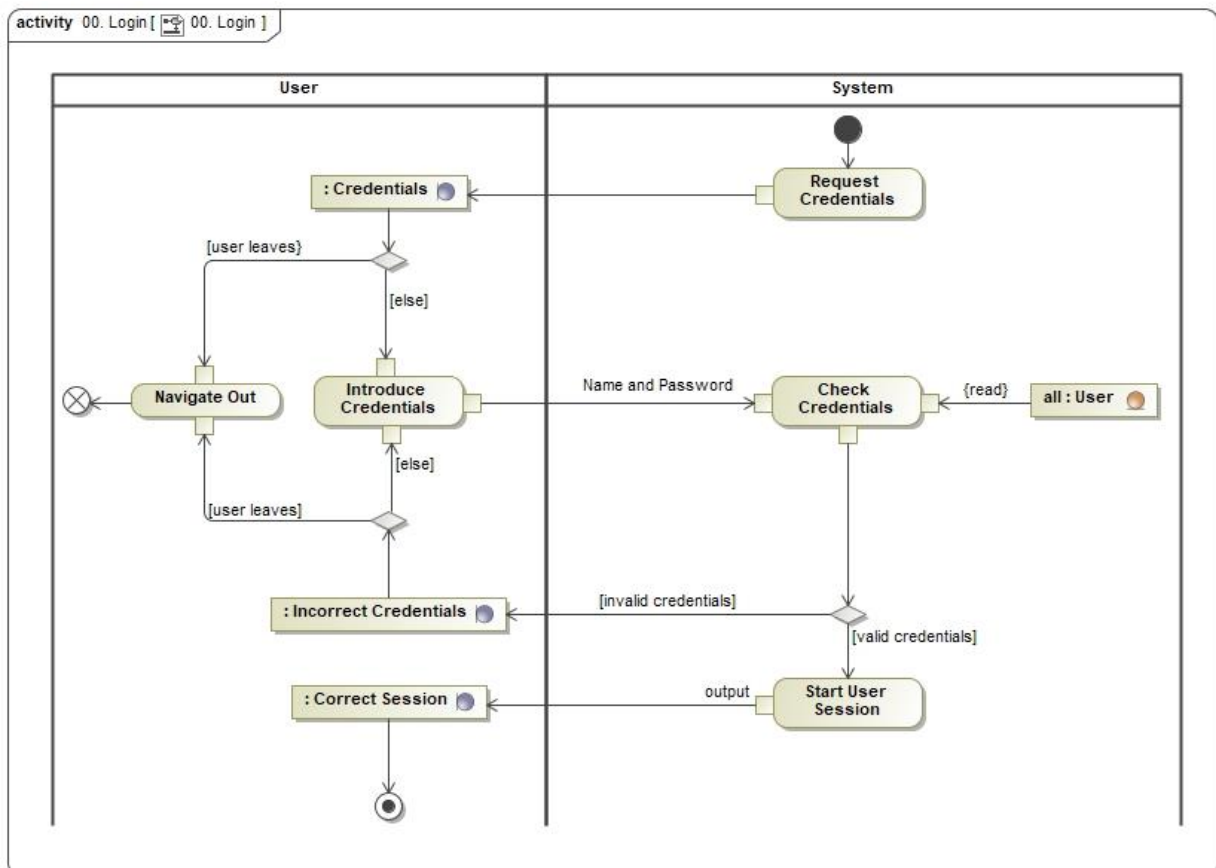 activity 00. Login [ 00. Login ]
User
System
Request
Credentials
: Credentials
[user leaves}
[else]
Navigate Out
Introduce
Credentials
Name and Password
Check
Credentials
{read}
all : User
[else]
[user leaves]
: Incorrect Credentials
[invalid credentials]
[valid credentials]
: Correct Session
output
Start User
Session